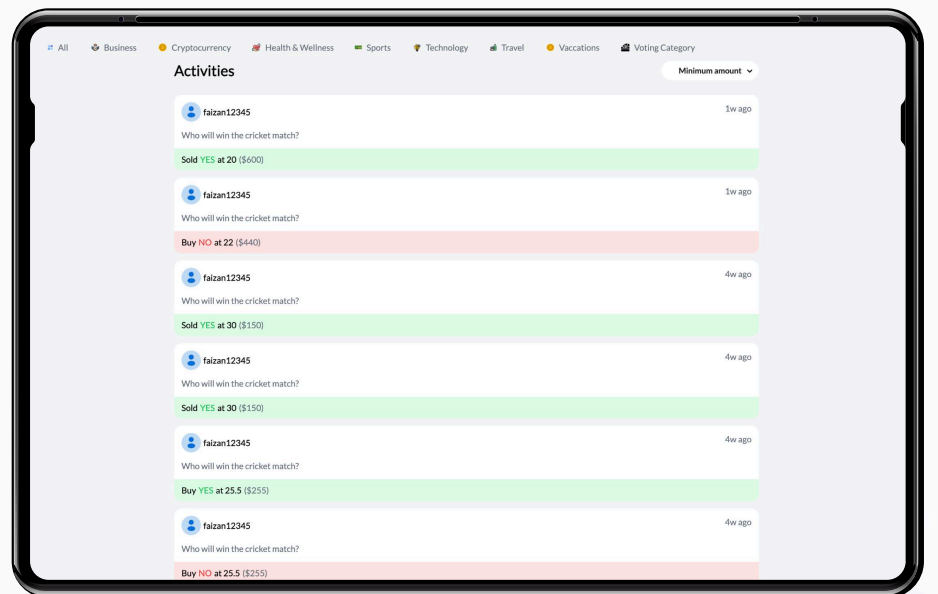 All Business Cryptocurrency Health & Wellness Sports Technology Travel Vaccations Voting Category
Activities
Minimum amount
faizan12345
1w ago
Who will win the cricket match?
Sold YES at 20 ($600)
faizan12345
1w ago
Who will win the cricket match?
Buy NO at 22 ($440)
faizan12345
4w ago
Who will win the cricket match?
Sold YES at 30 ($150)
faizan12345
4w ago
Who will win the cricket match?
Sold YES at 30 ($150)
faizan12345
4w ago
Who will win the cricket match?
Buy YES at 25.5 ($255)
faizan12345
4w ago
Who will win the cricket match?
Buy NO at 25.5 ($255)